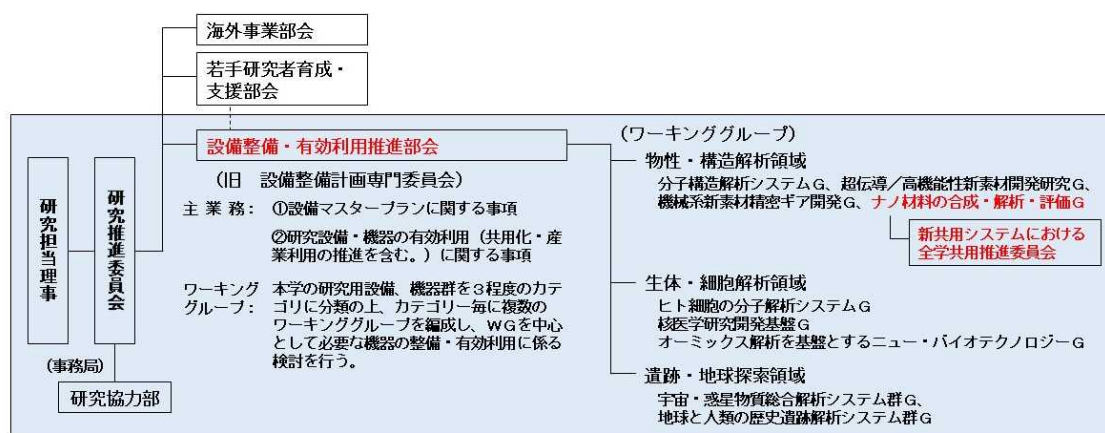 海外事業部会
若手研究者育成・
支援部会
設備整備・有効利用推進部会
（旧　設備整備計画専門委員会）
主業務：　①設備マスタープランに関する事項
②研究設備・機器の有効利用（共用化・産
業利用の推進を含む。）に関する事項
ワーキング　本学の研究用設備、機器群を３程度のカテ
グループ：　ゴリに分類の上、カテゴリー毎に複数の
ワーキンググループを編成し、ＷＧを中心
として必要な機器の整備・有効利用に係る
検討を行う。
研究担当理事
研究推進委員会
（事務局）
研究協力部
（ワーキンググループ）
物性・構造解析領域
分子構造解析システムＧ、超伝導／高機能性新素材開発研究Ｇ、
機械系新素材精密ギア開発Ｇ、ナノ材料の合成・解析・評価Ｇ
新共用システムにおける
全学共用推進委員会
生体・細胞解析領域
ヒト細胞の分子解析システムＧ
核医学研究開発基盤Ｇ
オーミックス解析を基盤とするニュー・バイオテクノロジーＧ
遺跡・地球探索領域
宇宙・惑星物質総合解析システム群Ｇ、
地球と人類の歴史遺跡解析システム群Ｇ